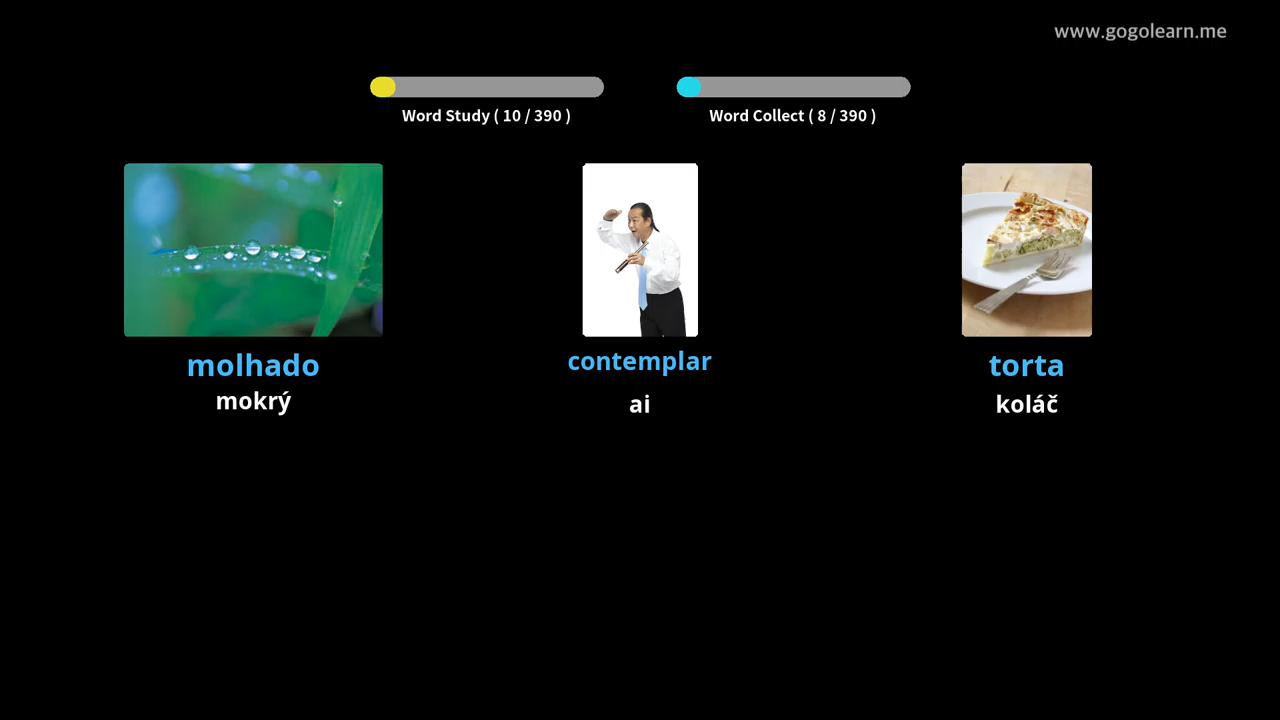 www.gogolearn.me
Word Study ( 10 / 390 )
Word Collect ( 8 / 390 )
molhado
mokrý
contemplar
ai
torta
koláč